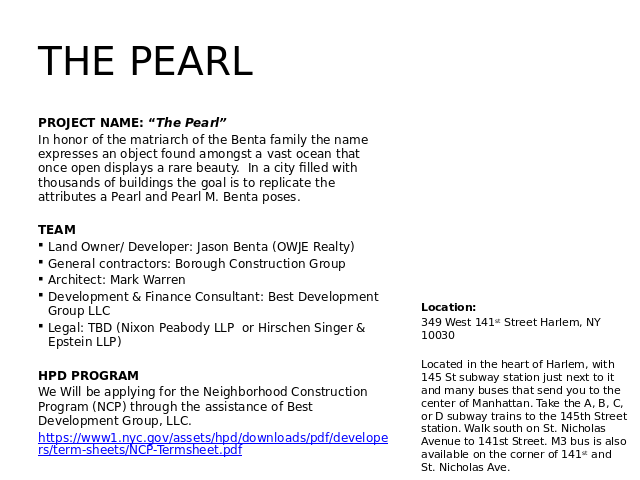 THE PEARL
PROJECT NAME: “The Pearl”
In honor of the matriarch of the Benta family the name
expresses an object found amongst a vast ocean that
once open displays a rare beauty.  In a city filled with
thousands of buildings the goal is to replicate the
attributes a Pearl and Pearl M. Benta poses.
TEAM
▪ Land Owner/ Developer: Jason Benta (OWJE Realty)
▪ General contractors: Borough Construction Group
▪ Architect: Mark Warren
▪ Development & Finance Consultant: Best Development
Group LLC
▪ Legal: TBD (Nixon Peabody LLP  or Hirschen Singer &
Epstein LLP)
HPD PROGRAM
We Will be applying for the Neighborhood Construction
Program (NCP) through the assistance of Best
Development Group, LLC.
https://www1.nyc.gov/assets/hpd/downloads/pdf/develope
rs/term-sheets/NCP-Termsheet.pdf
Location:
349 West 141st Street Harlem, NY
10030
Located in the heart of Harlem, with
145 St subway station just next to it
and many buses that send you to the
center of Manhattan. Take the A, B, C,
or D subway trains to the 145th Street
station. Walk south on St. Nicholas
Avenue to 141st Street. M3 bus is also
available on the corner of 141st and
St. Nicholas Ave.